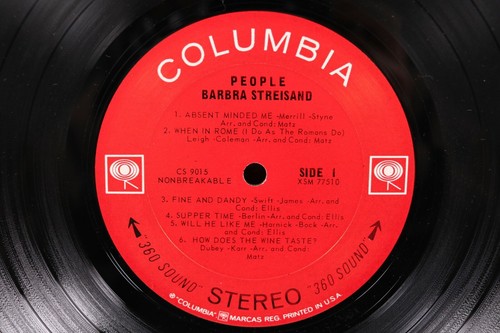 COLUMBIA
PEOPLE
BARBRA STREISAND
1. ABSENT MINDED ME -Merrill -Styne
Arr. and Cond: Matz
2. WHEN IN ROME (I Do As The Romans Do)
Leigh -Coleman -Arr. and Cond: Matz
CS 9015
NONBREAKABLE
SIDE 1
XSM 77510
3. FINE AND DANDY -Swift -James -Arr. and
Cond: Ellis
4. SUPPER TIME -Berlin -Arr. and Cond: Ellis
5. WILL HE LIKE ME -Harnick -Bock -Arr. and
Cond: Ellis
6. HOW DOES THE WINE TASTE?
Dubey -Karr -Arr. and Cond:
Matz
"360 SOUND" STEREO "360 SOUND"
® "COLUMBIA" MARCAS REG. PRINTED IN U.S.A.